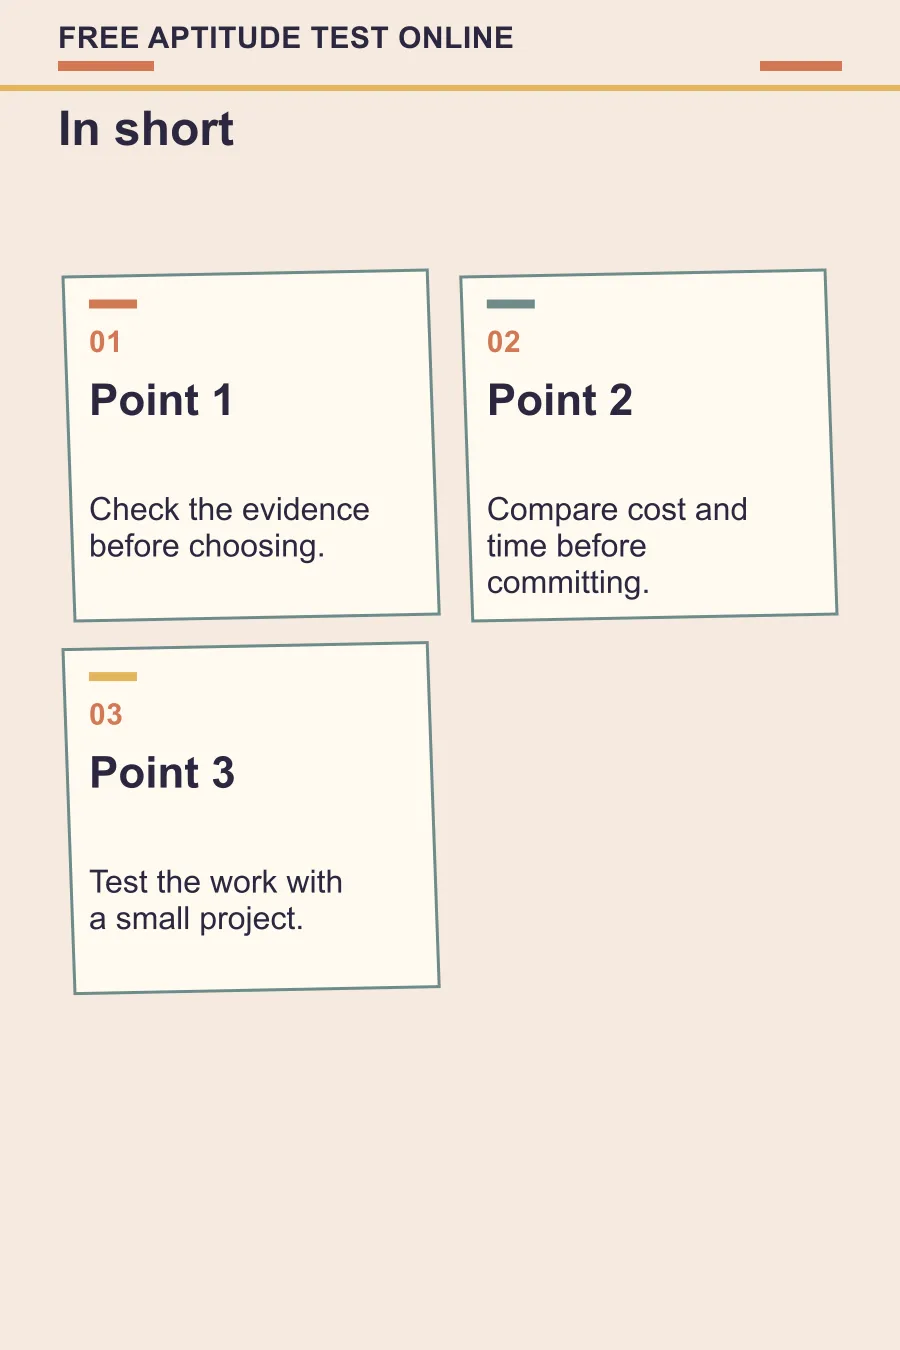 FREE APTITUDE TEST ONLINE
In short
01
Point 1
Check the evidence
before choosing.
02
Point 2
Compare cost and
time before
committing.
03
Point 3
Test the work with
a small project.